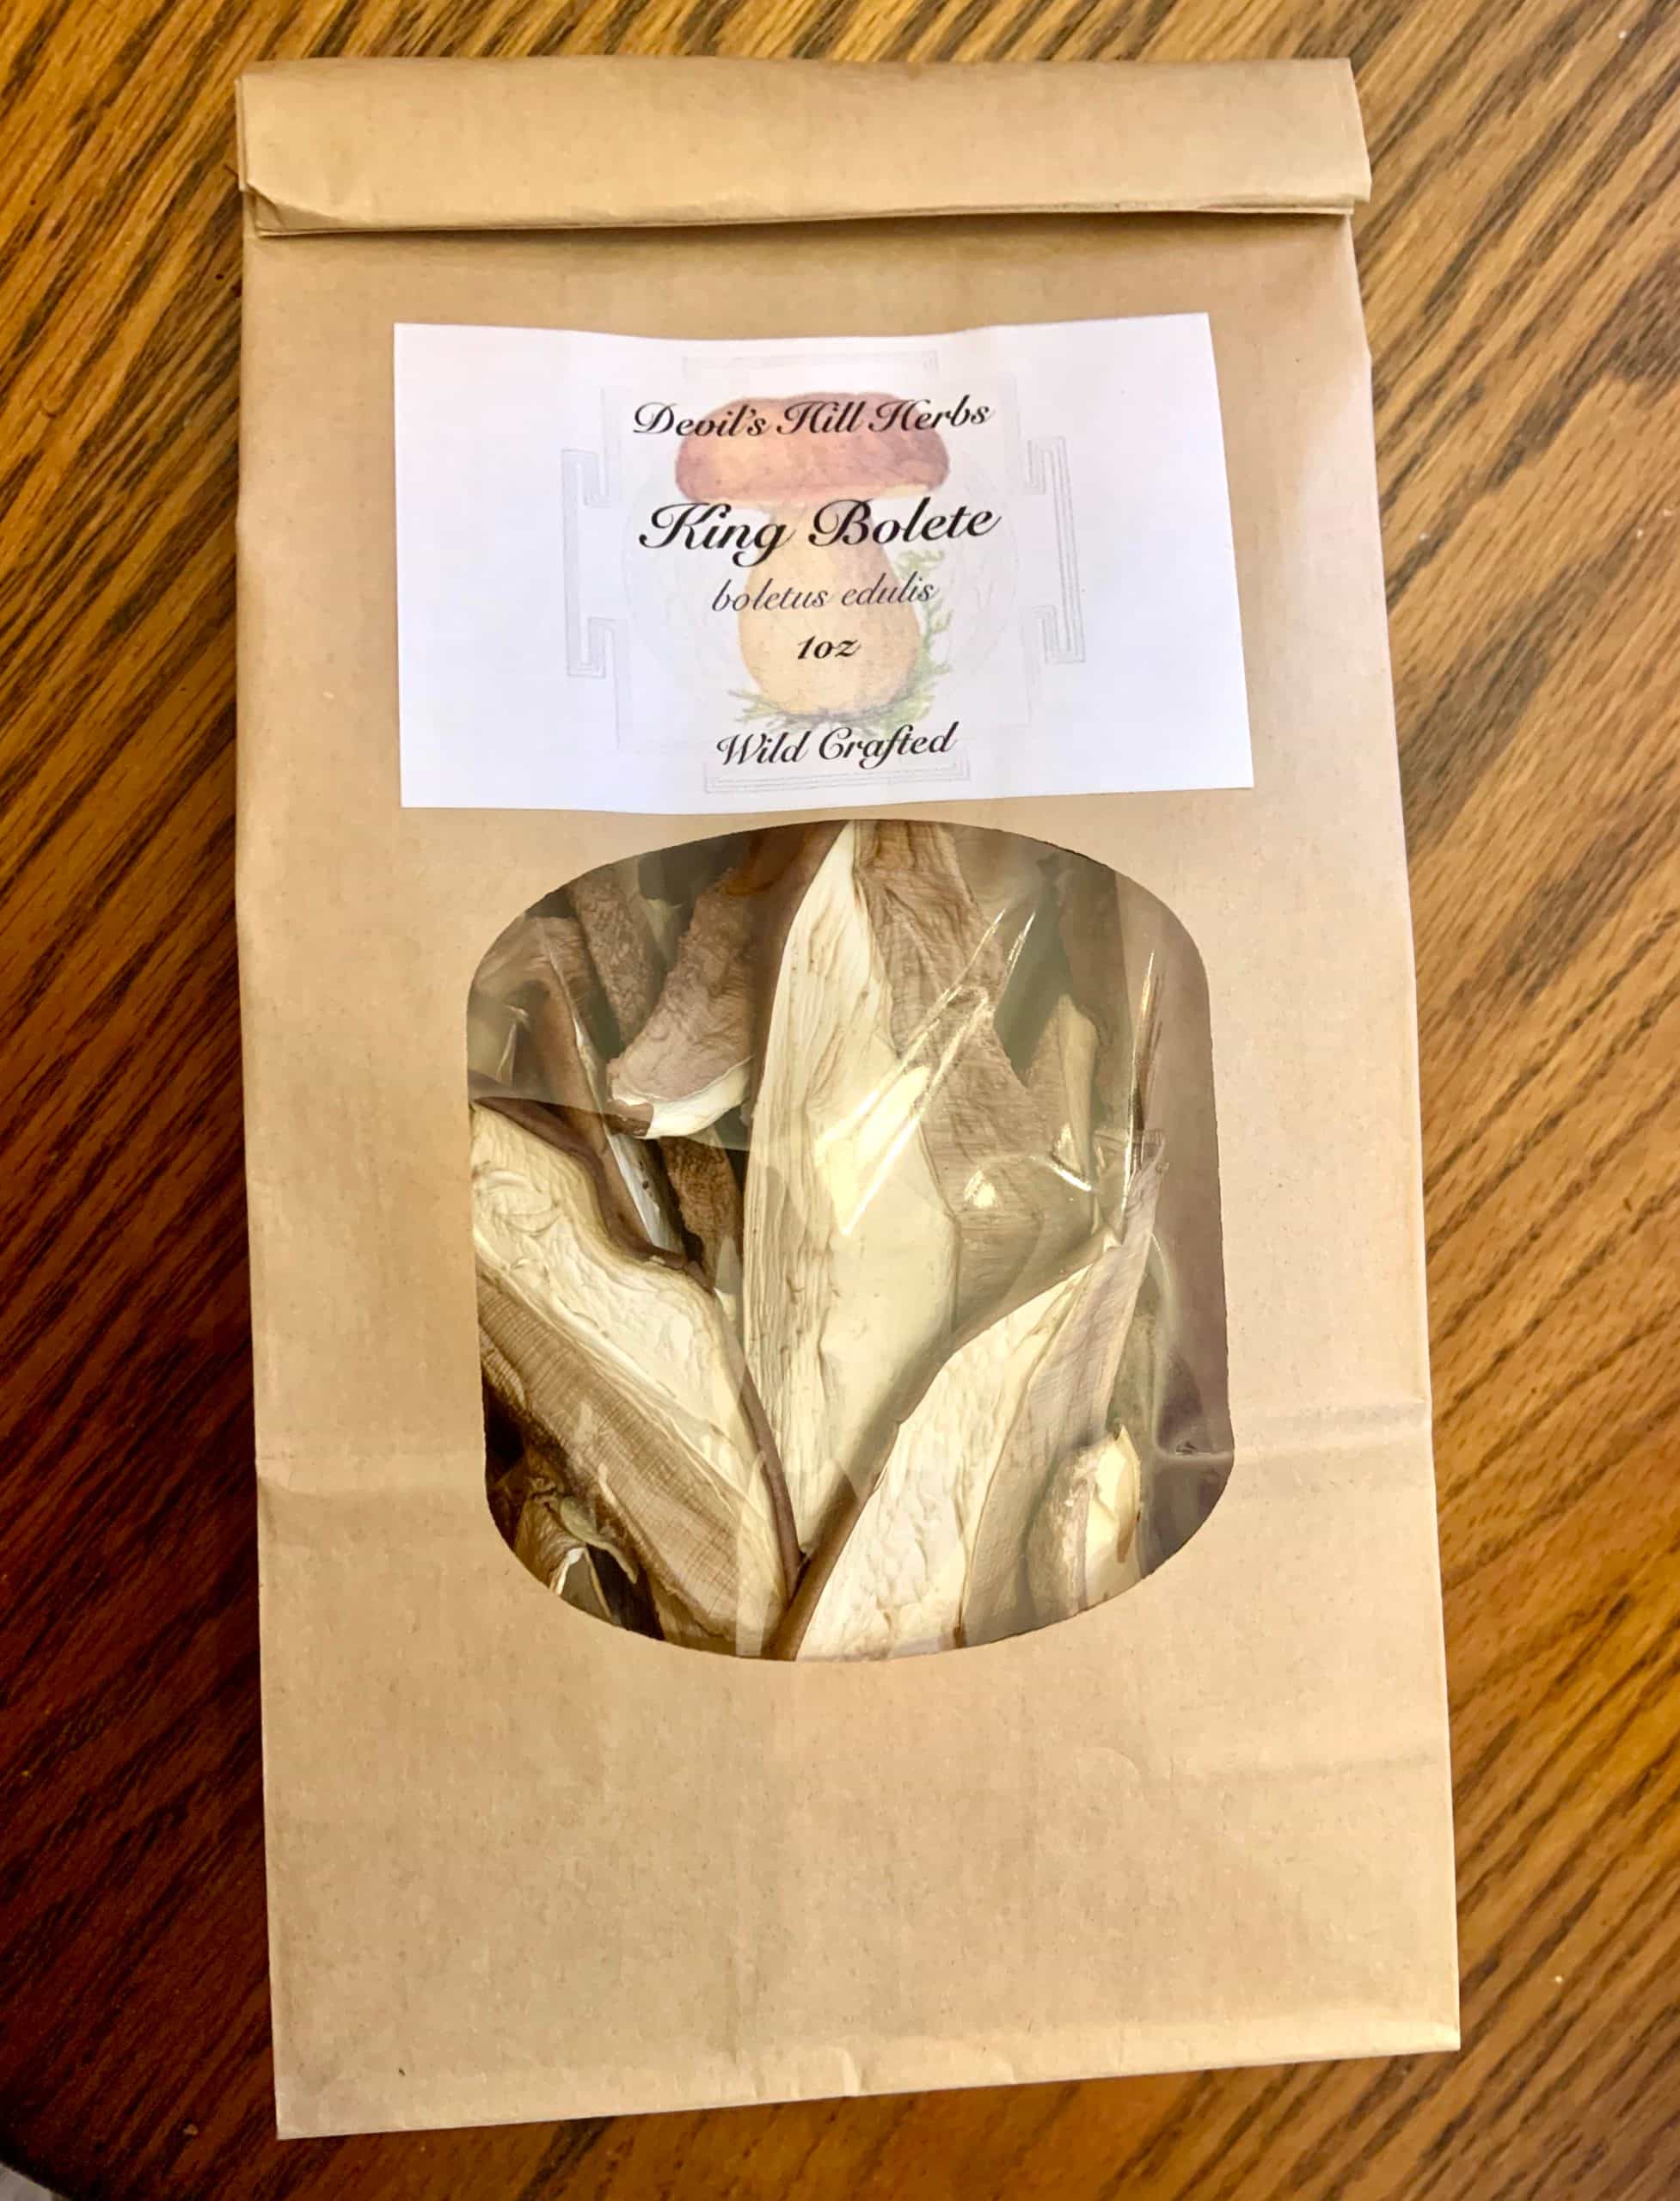 Devil's Hill Herbs
King Bolete
boletus edulis
1oz
Wild Crafted